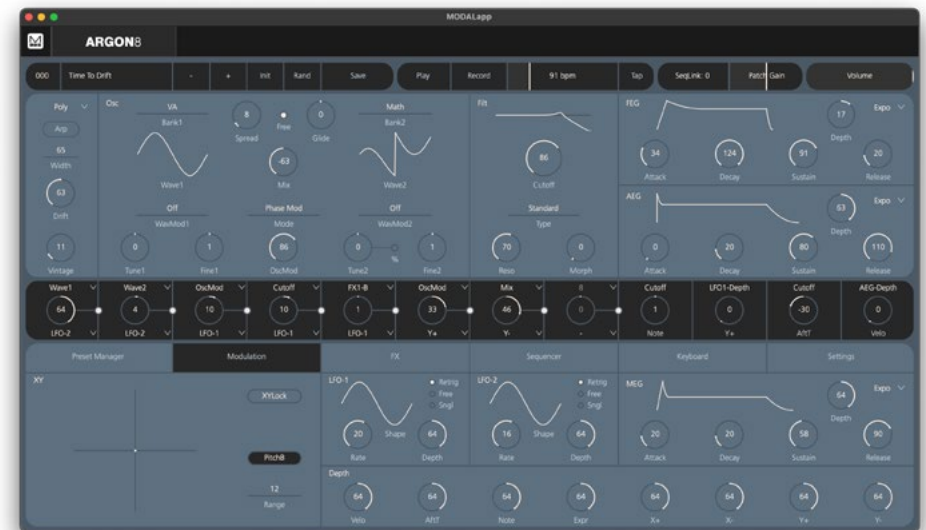 MODALapp
ARGON8
000 Time To Drift - + Init Rand Save Play Record 91 bpm Tap SeqLink: 0 Patch Gain Volume
Poly
Arp
65
Width
63
Drift
11
Vintage
Osc
VA
Bank1
Wave1
8
Spread
Free
0
Glide
-63
Mix
Math
Bank2
Wave2
Off
WavMod1
Phase Mod
Mode
Off
WavMod2
0
Tune1
1
Fine1
86
OscMod
0
Tune2
%
1
Fine2
Filt
86
Cutoff
Standard
Type
70
Reso
0
Morph
FEG
17
Depth
Expo
34
Attack
124
Decay
91
Sustain
20
Release
AEG
63
Depth
Expo
0
Attack
20
Decay
80
Sustain
110
Release
Wave1 Wave2 OscMod Cutoff FX1-B OscMod Mix 8 Cutoff LFO1-Depth Cutoff AEG-Depth
64 4 10 10 1 33 46 0 1 0 -30 0
LFO-2 LFO-2 LFO-1 LFO-1 LFO-1 Y+ Y- - Note Y+ AftT Velo
Preset Manager Modulation FX Sequencer Keyboard Settings
XY
XYLock
PitchB
12
Range
LFO-1
Retrig
Free
Sngl
20
Rate
Shape
64
Depth
LFO-2
Retrig
Free
Sngl
16
Rate
Shape
64
Depth
MEG
64
Depth
Expo
20
Attack
20
Decay
58
Sustain
90
Release
Depth
64 64 64 64 64 64 64 64
Velo AftT Note Expr X+ X- Y+ Y-